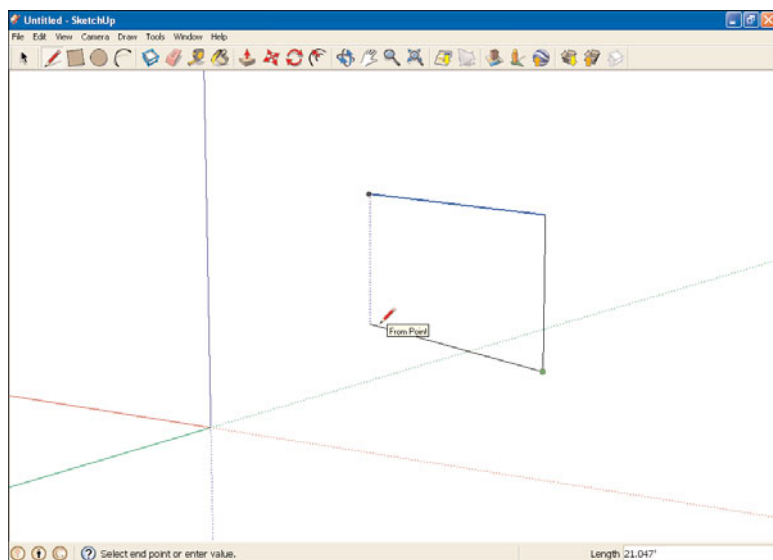 Untitled - SketchUp
File Edit View Camera Draw Tools Window Help
From Point
Select end point or enter value.
Length 21.047'